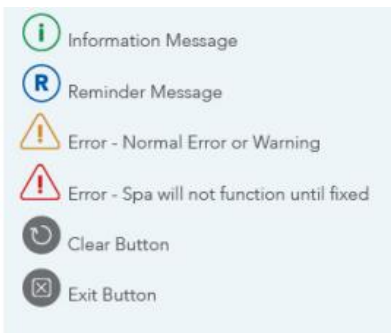 i Information Message
R Reminder Message
! Error - Normal Error or Warning
! Error - Spa will not function until fixed
Clear Button
Exit Button